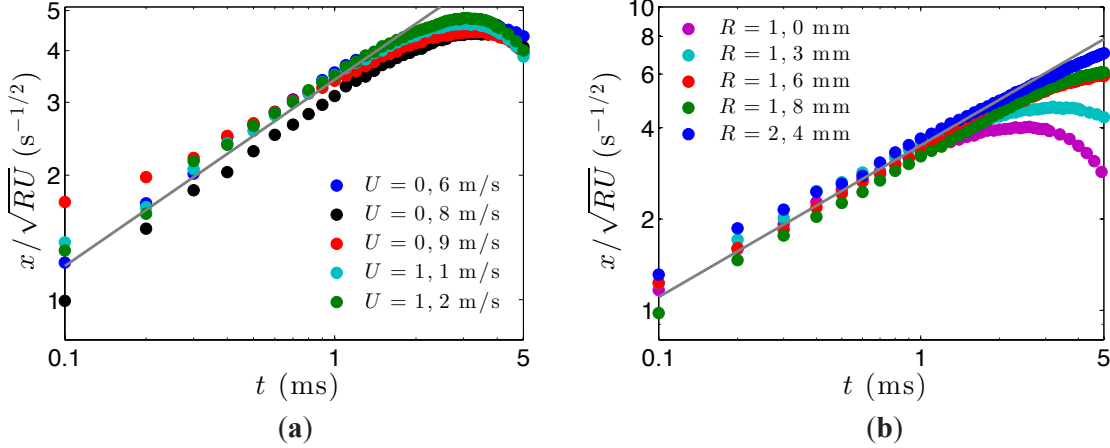 x/√RU (s⁻¹/²)
5
4
3
2
1
U = 0, 6 m/s
U = 0, 8 m/s
U = 0, 9 m/s
U = 1, 1 m/s
U = 1, 2 m/s
0.1 1 5
t (ms)
(a)
x/√RU (s⁻¹/²)
10
8
6
4
2
1
R = 1, 0 mm
R = 1, 3 mm
R = 1, 6 mm
R = 1, 8 mm
R = 2, 4 mm
0.1 1 5
t (ms)
(b)